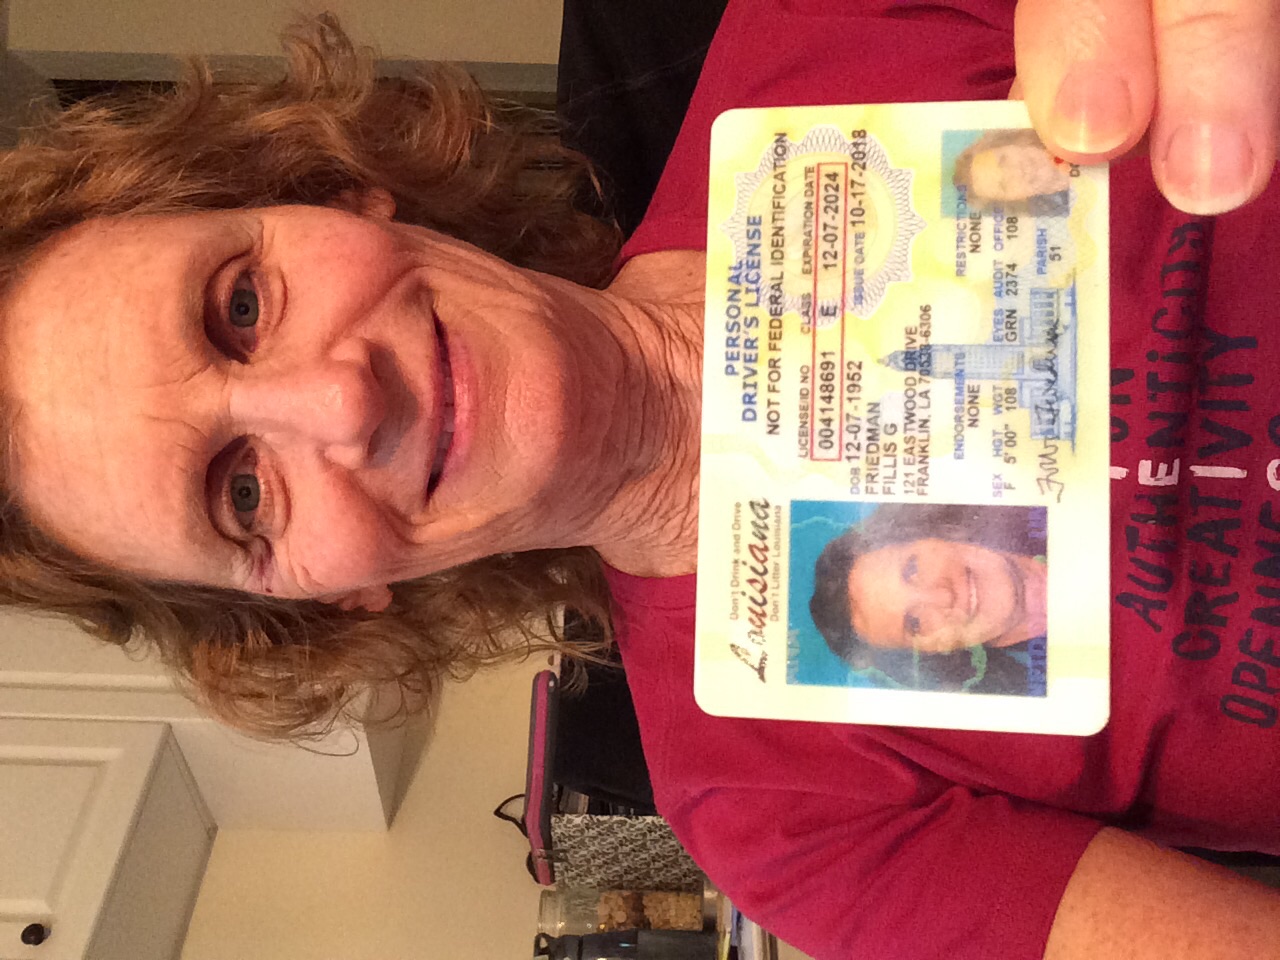 Don't Drink and Drive
Louisiana
Don't Litter Louisiana
PERSONAL
DRIVER'S LICENSE
NOT FOR FEDERAL IDENTIFICATION
LICENSE/ID NO CLASS EXPIRATION DATE
004148691 E 12-07-2024
DOB 12-07-1952 ISSUE DATE 10-17-2018
FRIEDMAN
FILLIS G
121 EASTWOOD DRIVE
FRANKLIN, LA 70538-6306
ENDORSEMENTS RESTRICTIONS
NONE NONE
SEX HGT WGT EYES AUDIT OFFICE
F 5' 00" 108 GRN 2374 108
PARISH
51
AUTHENTICITY
CREATIVITY